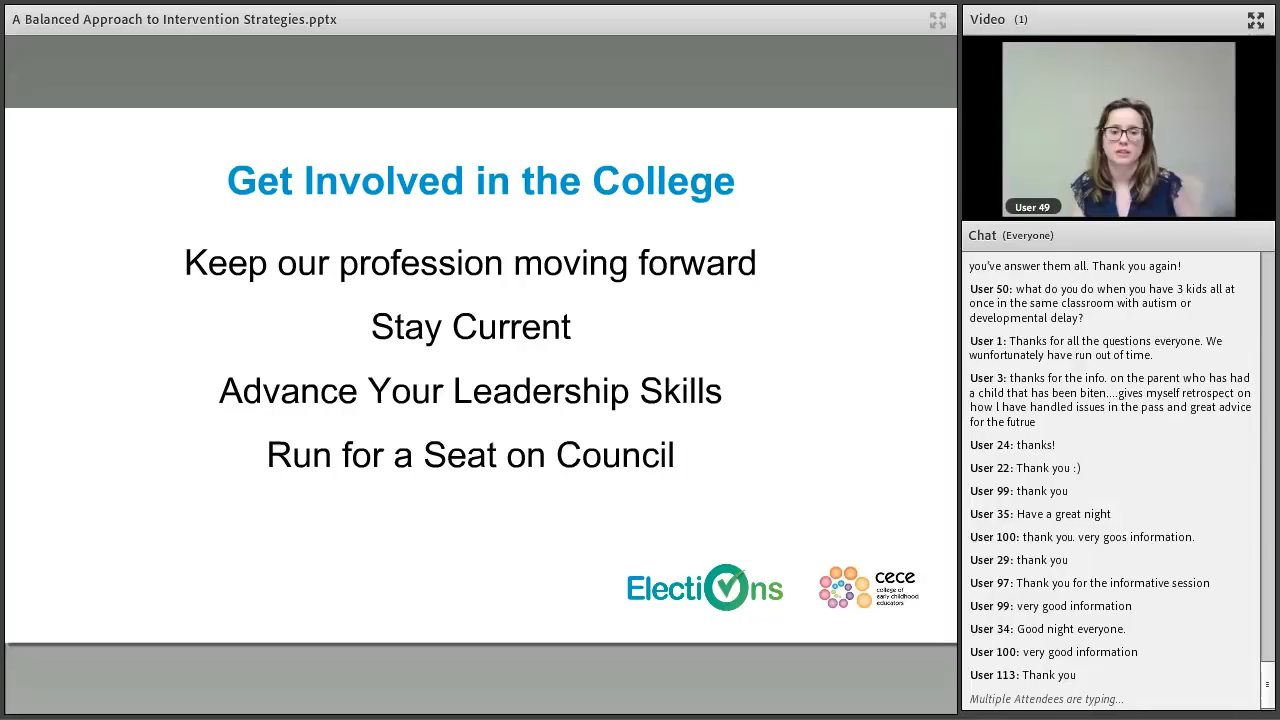 A Balanced Approach to Intervention Strategies.pptx
Get Involved in the College
Keep our profession moving forward
Stay Current
Advance Your Leadership Skills
Run for a Seat on Council
Elections
cece
college of
early childhood
educators
Video (1)
User 49
Chat (Everyone)
you've answer them all. Thank you again!
User 50: what do you do when you have 3 kids all at
once in the same classroom with autism or
developmental delay?
User 1: Thanks for all the questions everyone. We
wunfortunately have run out of time.
User 3: thanks for the info. on the parent who has had
a child that has been biten....gives myself retrospect on
how l have handled issues in the pass and great advice
for the futrue
User 24: thanks!
User 22: Thank you :)
User 99: thank you
User 35: Have a great night
User 100: thank you. very goos information.
User 29: thank you
User 97: Thank you for the informative session
User 99: very good information
User 34: Good night everyone.
User 100: very good information
User 113: Thank you
Multiple Attendees are typing...